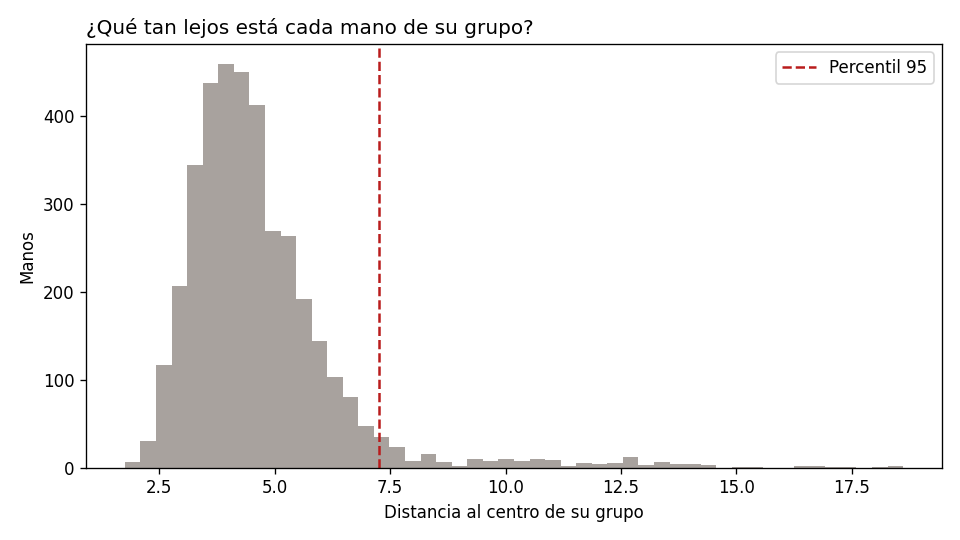 ¿Qué tan lejos está cada mano de su grupo?
Percentil 95
Manos
400
300
200
100
0
2.5 5.0 7.5 10.0 12.5 15.0 17.5
Distancia al centro de su grupo